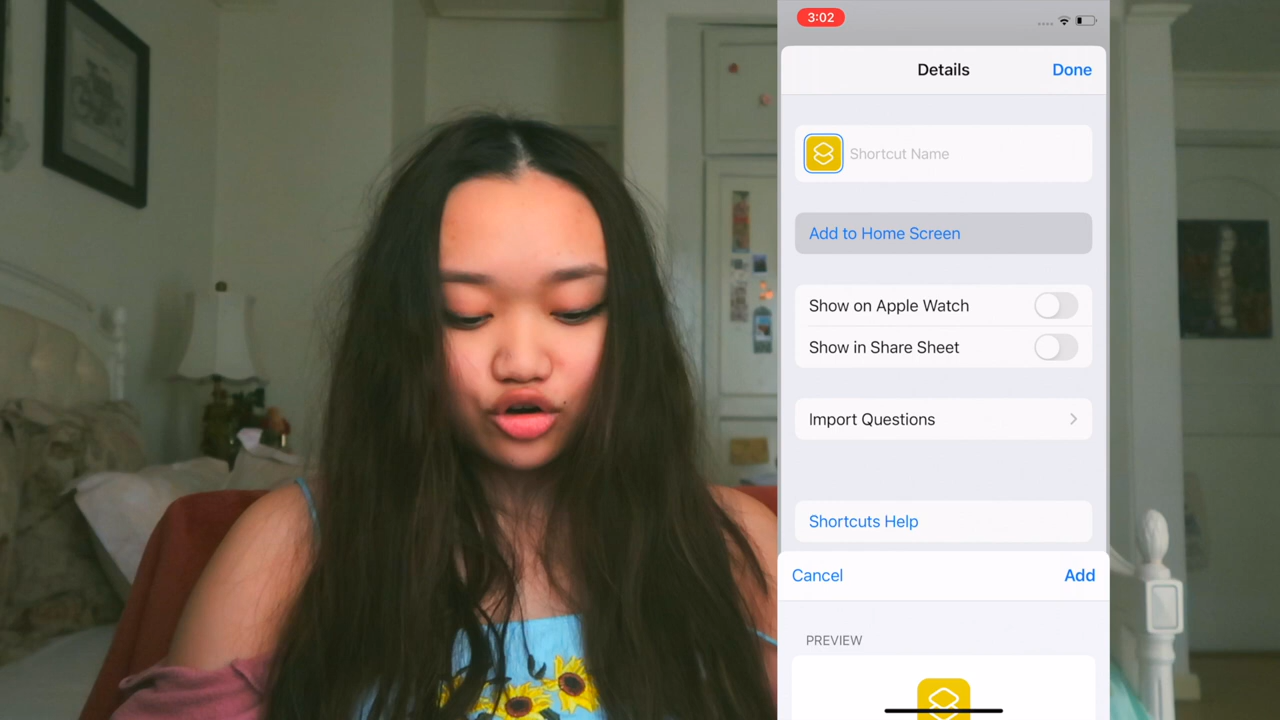 3:02
Details
Done
Shortcut Name
Add to Home Screen
Show on Apple Watch
Show in Share Sheet
Import Questions
Shortcuts Help
Cancel
Add
PREVIEW